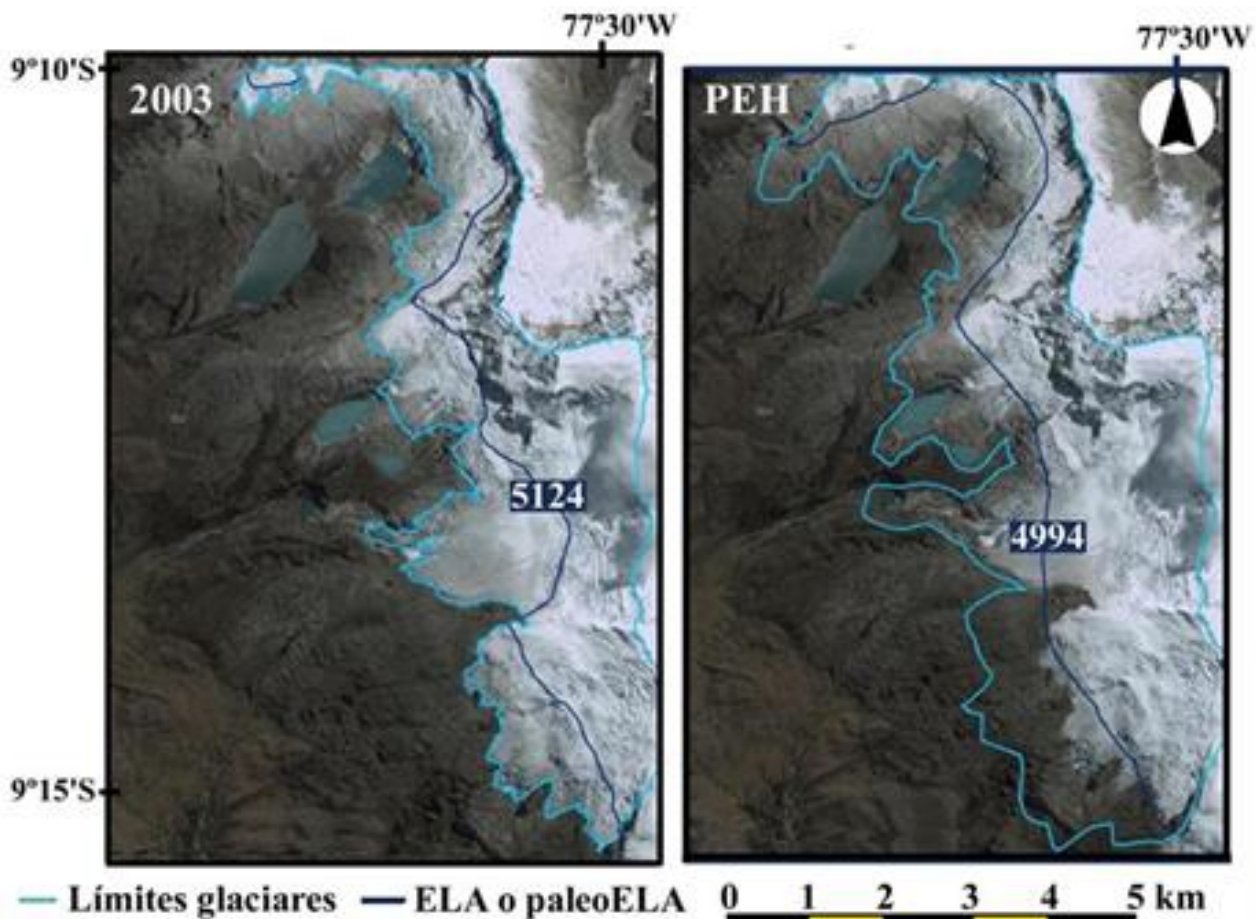 77°30'W
77°30'W
9°10'S
2003
PEH
5124
4994
9°15'S
Límites glaciares
ELA o paleoELA
0 1 2 3 4 5 km